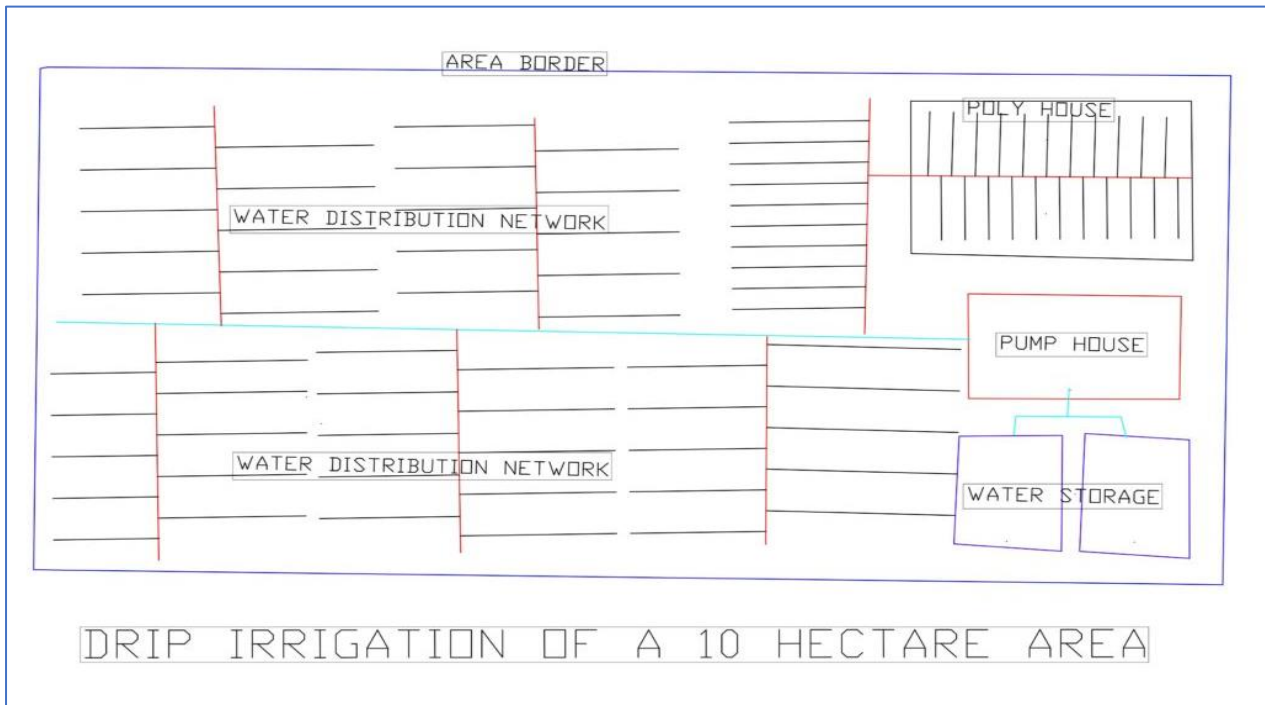 AREA BORDER
POLY HOUSE
WATER DISTRIBUTION NETWORK
PUMP HOUSE
WATER DISTRIBUTION NETWORK
WATER STORAGE
DRIP IRRIGATION OF A 10 HECTARE AREA